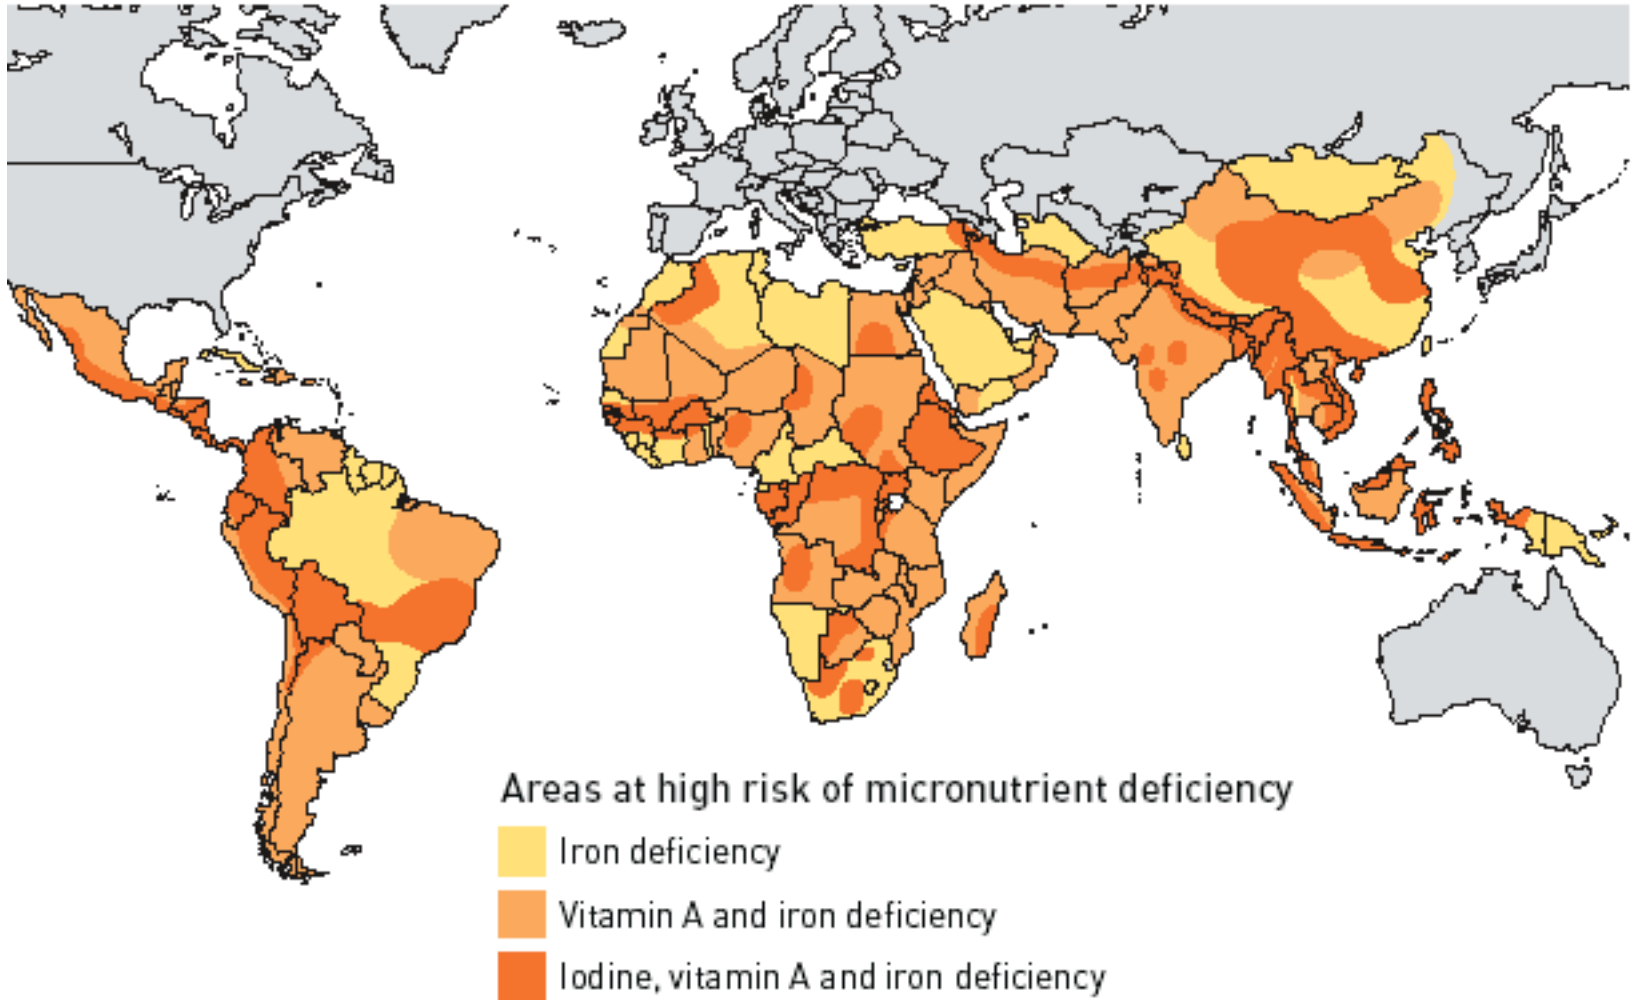 Areas at high risk of micronutrient deficiency
Iron deficiency
Vitamin A and iron deficiency
Iodine, vitamin A and iron deficiency